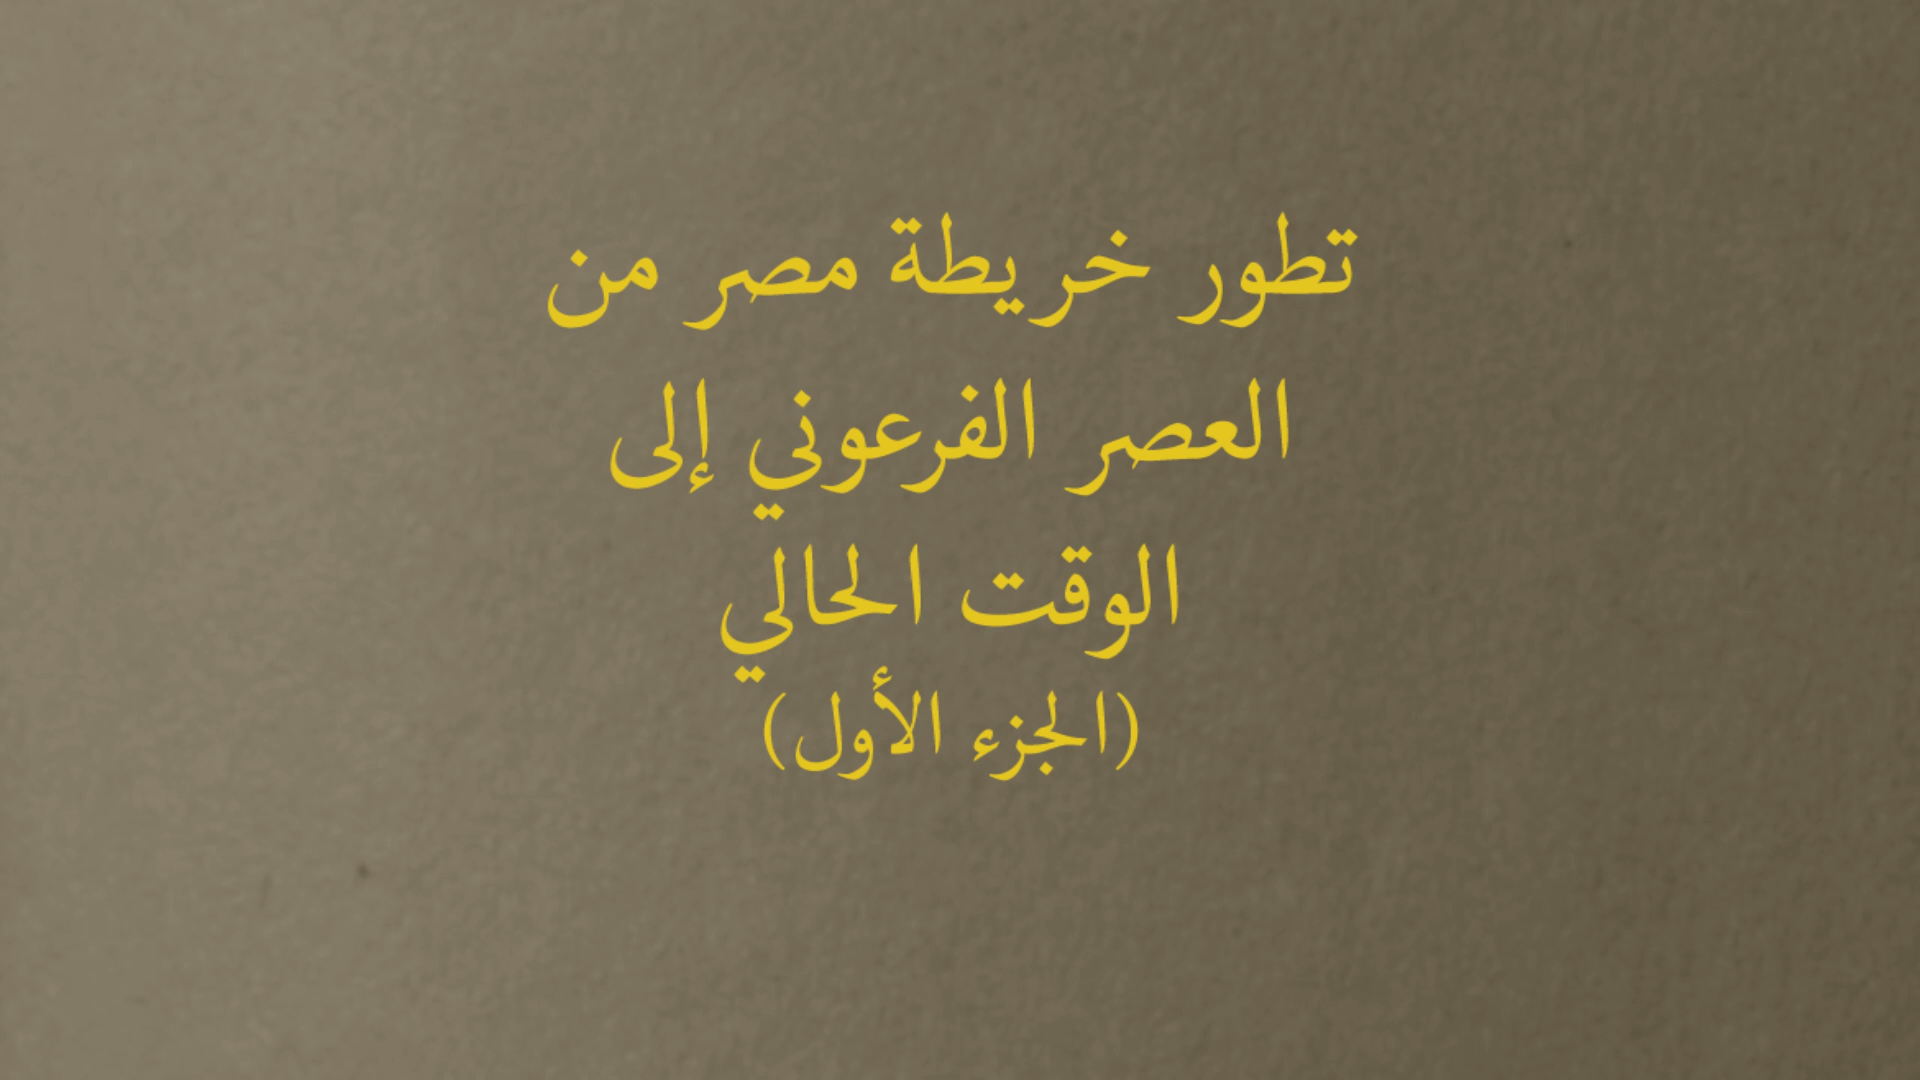 تطور خريطة مصر من
العصر الفرعوني إلى
الوقت الحالي
(الجزء الأول)